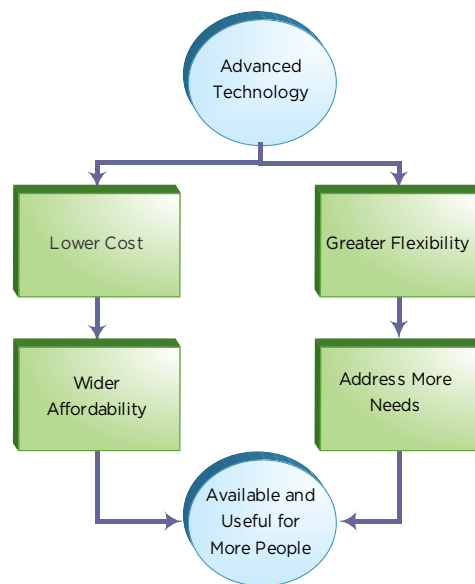 Advanced
Technology
Lower Cost
Greater Flexibility
Wider
Affordability
Address More
Needs
Available and
Useful for
More People